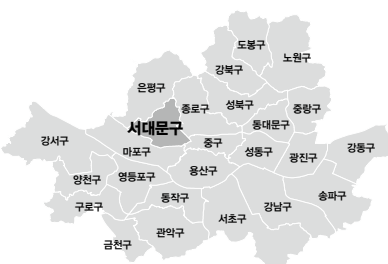 도봉구
노원구
강북구
은평구
성북구
중랑구
종로구
동대문구
서대문구
강서구
마포구
중구
성동구
광진구
강동구
양천구
영등포구
용산구
송파구
구로구
동작구
강남구
서초구
관악구
금천구